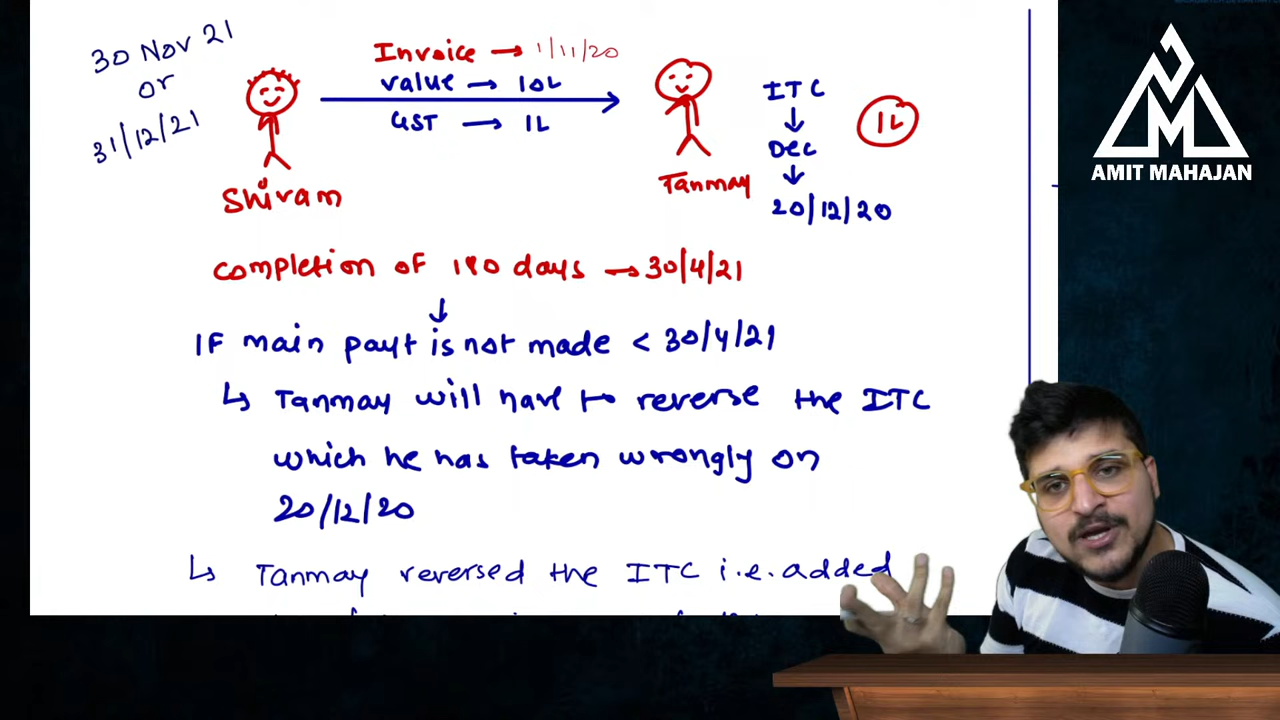 30 Nov 21
or
31/12/21
Invoice → 1/11/20
value → 10L
GST → 1L
Shivam
Tanmay
ITC
↓
Dec
↓
20/12/20
1L
AMIT MAHAJAN
completion of 180 days → 30/4/21
↓
IF main payt is not made < 30/4/21
↳ Tanmay will have to reverse the ITC
which he has taken wrongly on
20/12/20
↳ Tanmay reversed the ITC i.e. added